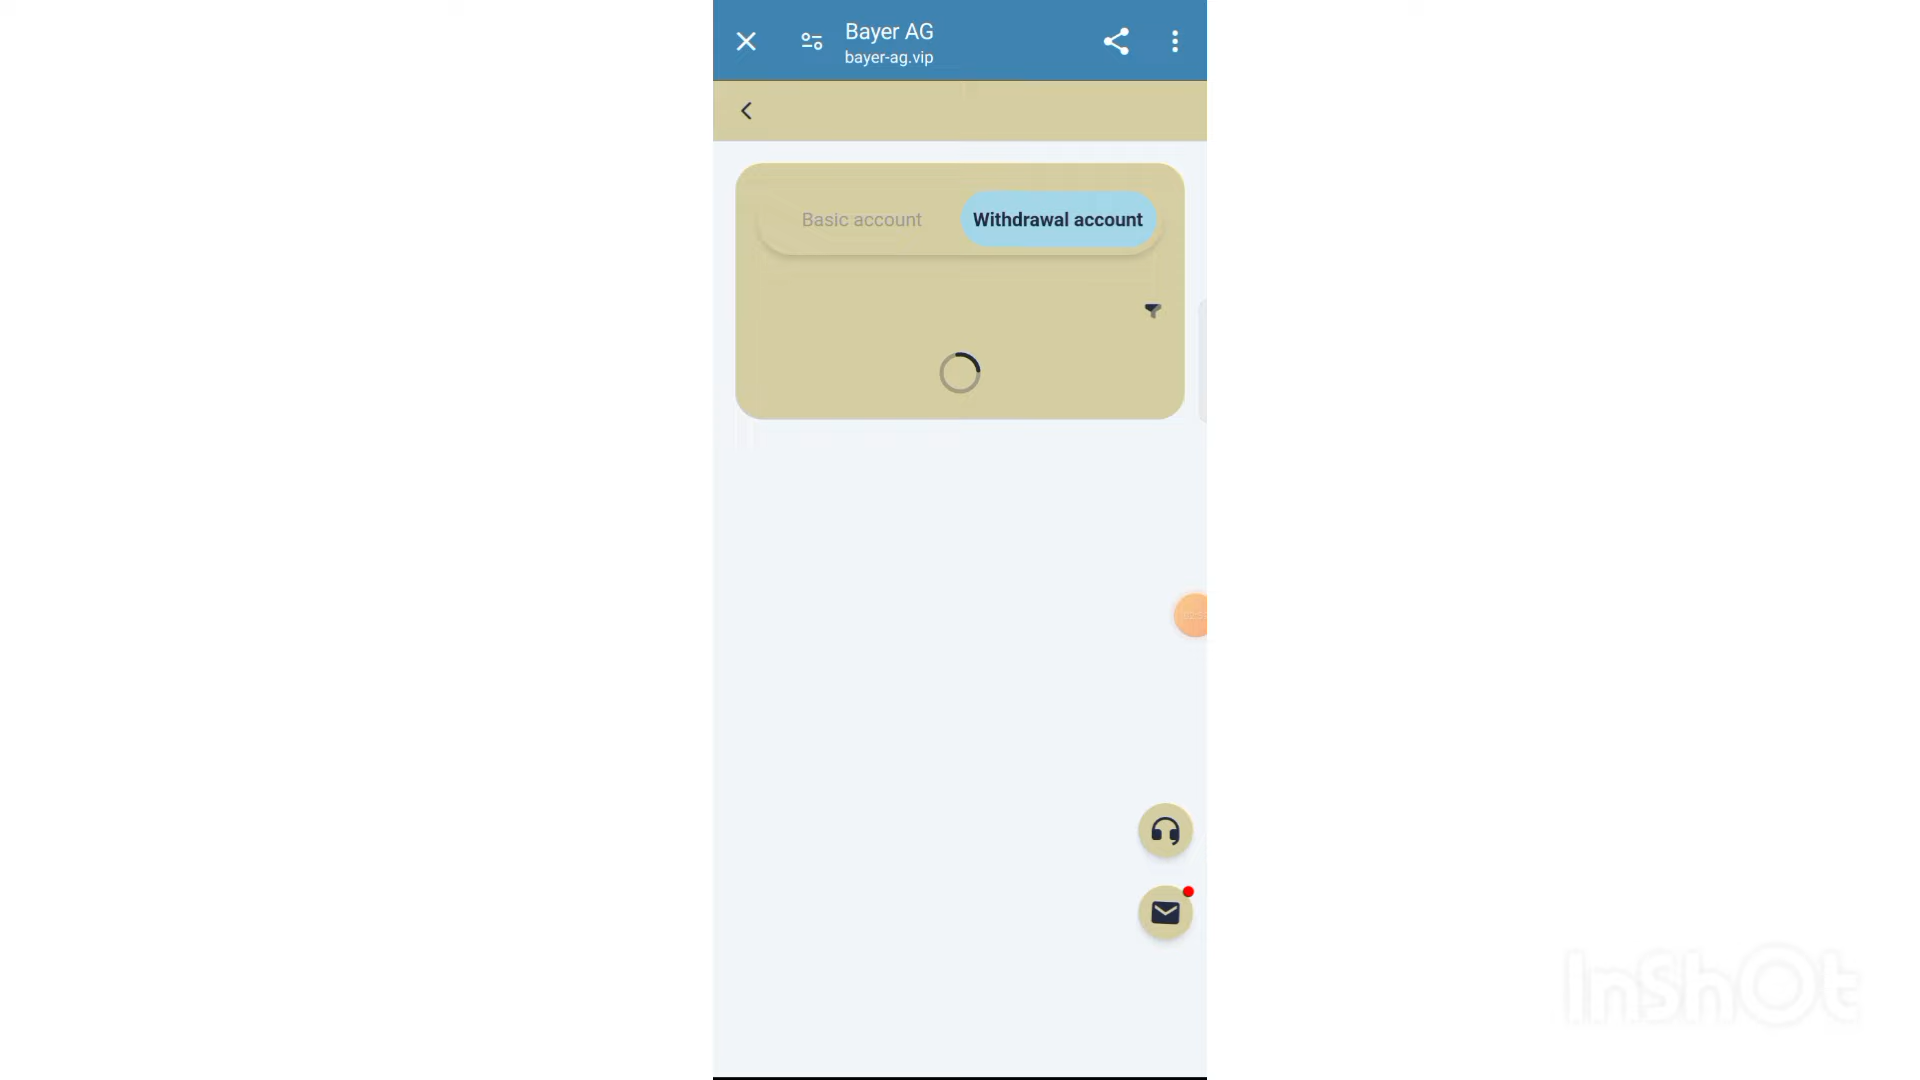 Bayer AG
bayer-ag.vip
Basic account
Withdrawal account
InShOt